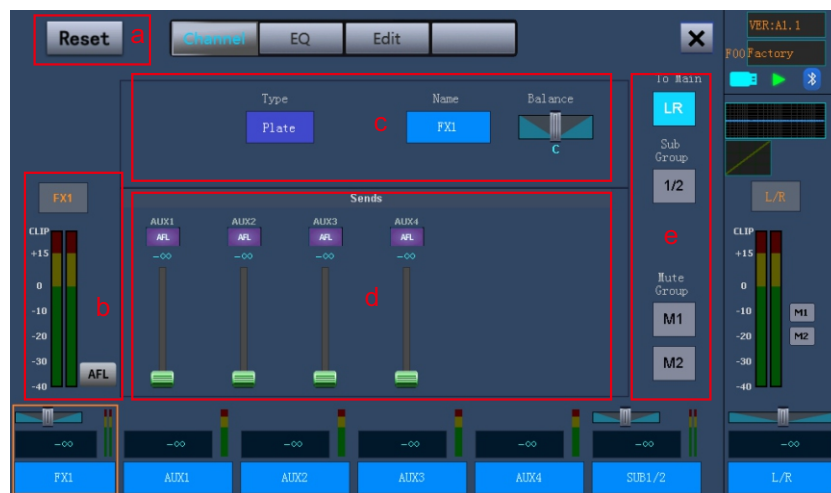 Reset a Channel EQ Edit
VER:A1.1
F00Factory
To Main
LR
Type Name Balance
Plate c FX1
C
Sub
Group
1/2
FX1
Sends
L/R
AUX1 AUX2 AUX3 AUX4
AFL AFL AFL AFL
-∞ -∞ -∞ -∞
CLIP
+15
0
-10
-20
-30
-40
b
AFL
d
e
Mute
Group
M1
M2
CLIP
+15
0
-10
-20
-30
-40
M1
M2
-∞ -∞ -∞ -∞ -∞ -∞ -∞
FX1 AUX1 AUX2 AUX3 AUX4 SUB1/2 L/R